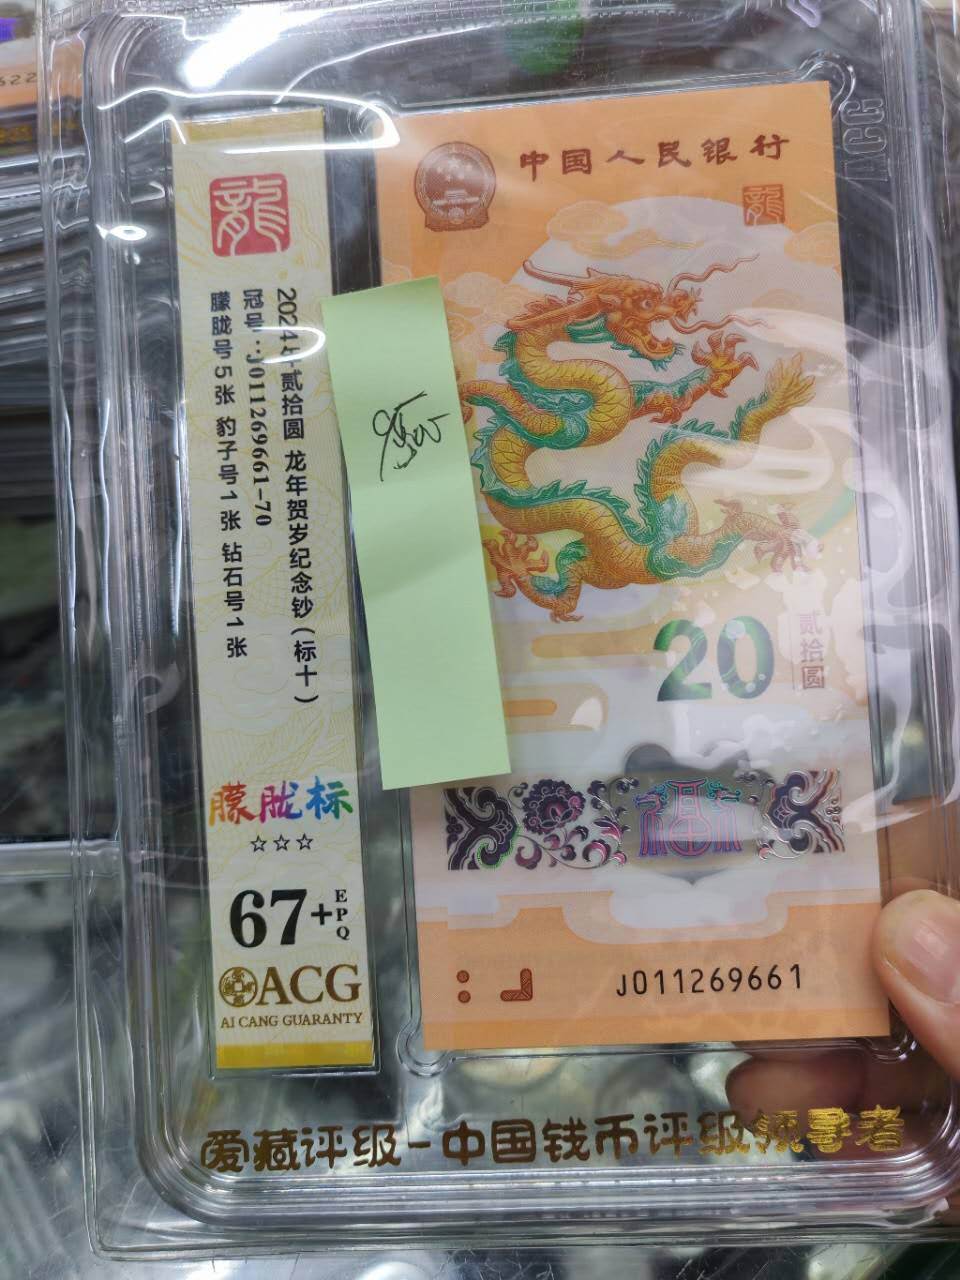 龍
2024年贰拾圆 龙年贺岁纪念钞(标十)
冠号:J011269661-70
朦胧号5张 豹子号1张 钻石号1张
朦胧标
☆☆☆
67+ EPQ
ACG
AI CANG GUARANTY
中国人民银行
龍
20
贰拾圆
福
J011269661
ACG
爱藏评级-中国钱币评级领导者